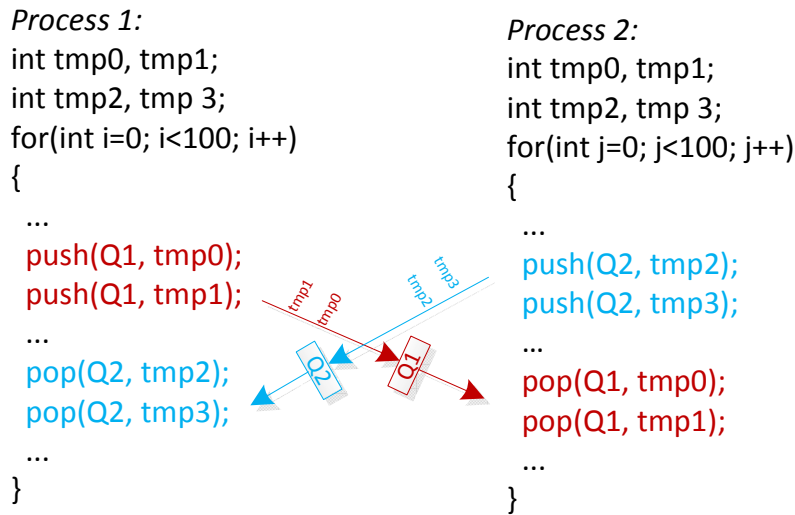 Process 1:
int tmp0, tmp1;
int tmp2, tmp 3;
for(int i=0; i<100; i++)
{
...
push(Q1, tmp0);
push(Q1, tmp1);
...
pop(Q2, tmp2);
pop(Q2, tmp3);
...
}
tmp1
tmp0
Q2
tmp3
tmp2
Q1
Process 2:
int tmp0, tmp1;
int tmp2, tmp 3;
for(int j=0; j<100; j++)
{
...
push(Q2, tmp2);
push(Q2, tmp3);
...
pop(Q1, tmp0);
pop(Q1, tmp1);
...
}